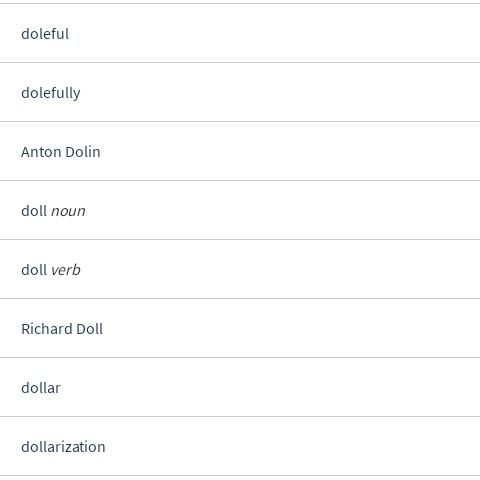 doleful
dolefully
Anton Dolin
doll noun
doll verb
Richard Doll
dollar
dollarization